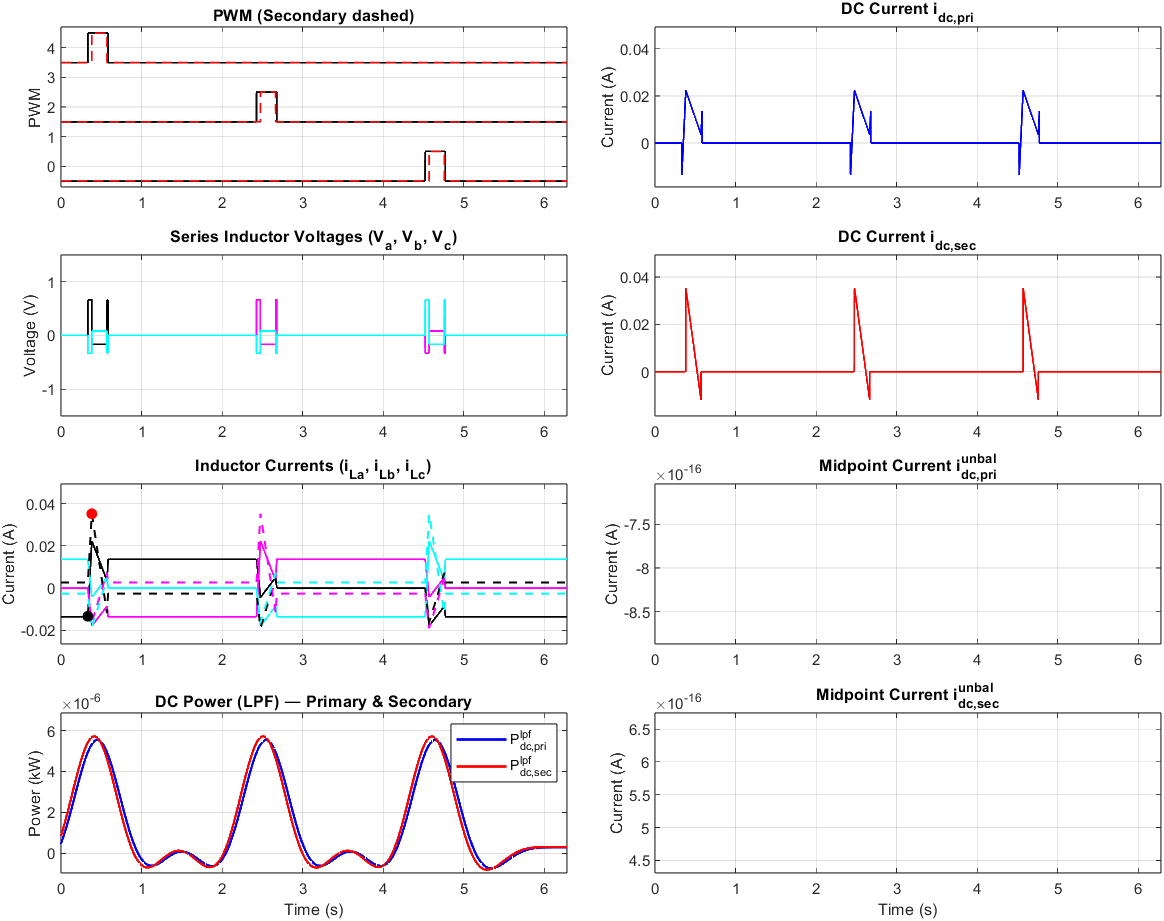 PWM (Secondary dashed)
PWM
4
3
2
1
0
0 1 2 3 4 5 6
DC Current i_dc,pri
Current (A)
0.04
0.02
0
0 1 2 3 4 5 6
Series Inductor Voltages (V_a, V_b, V_c)
Voltage (V)
1
0
-1
0 1 2 3 4 5 6
DC Current i_dc,sec
Current (A)
0.04
0.02
0
0 1 2 3 4 5 6
Inductor Currents (i_La, i_Lb, i_Lc)
Current (A)
0.04
0.02
0
-0.02
0 1 2 3 4 5 6
Midpoint Current i_dc,pri^unbal
×10^-16
Current (A)
-7.5
-8
-8.5
0 1 2 3 4 5 6
DC Power (LPF) — Primary & Secondary
×10^-6
Power (kW)
6
4
2
0
P_dc,pri^lpf
P_dc,sec^lpf
0 1 2 3 4 5 6
Time (s)
Midpoint Current i_dc,sec^unbal
×10^-16
Current (A)
6.5
6
5.5
5
4.5
0 1 2 3 4 5 6
Time (s)